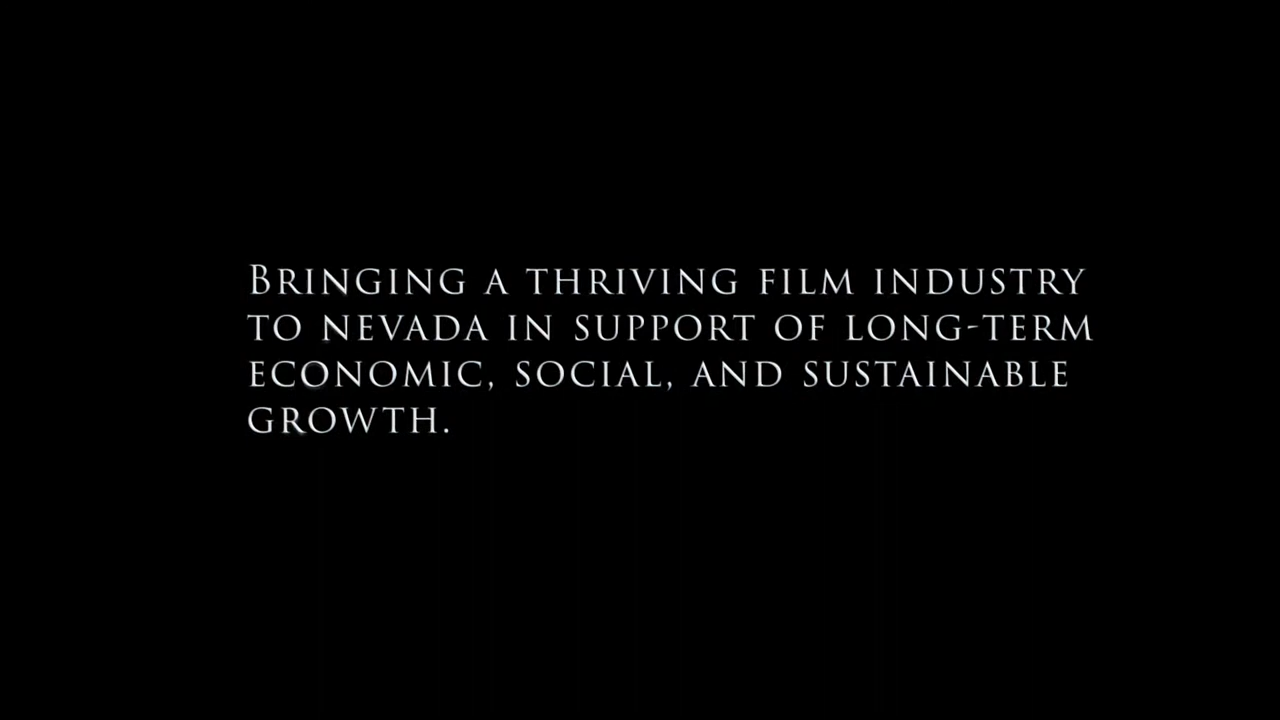 Bringing a thriving film industry
to Nevada in support of long-term
economic, social, and sustainable
growth.